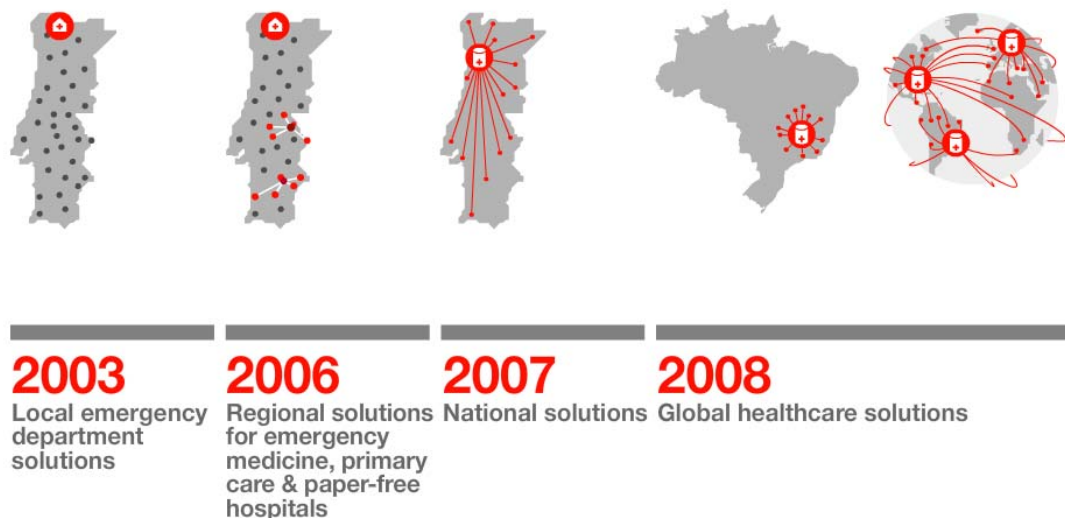 2003
Local emergency
department
solutions
2006
Regional solutions
for emergency
medicine, primary
care & paper-free
hospitals
2007
National solutions
2008
Global healthcare solutions